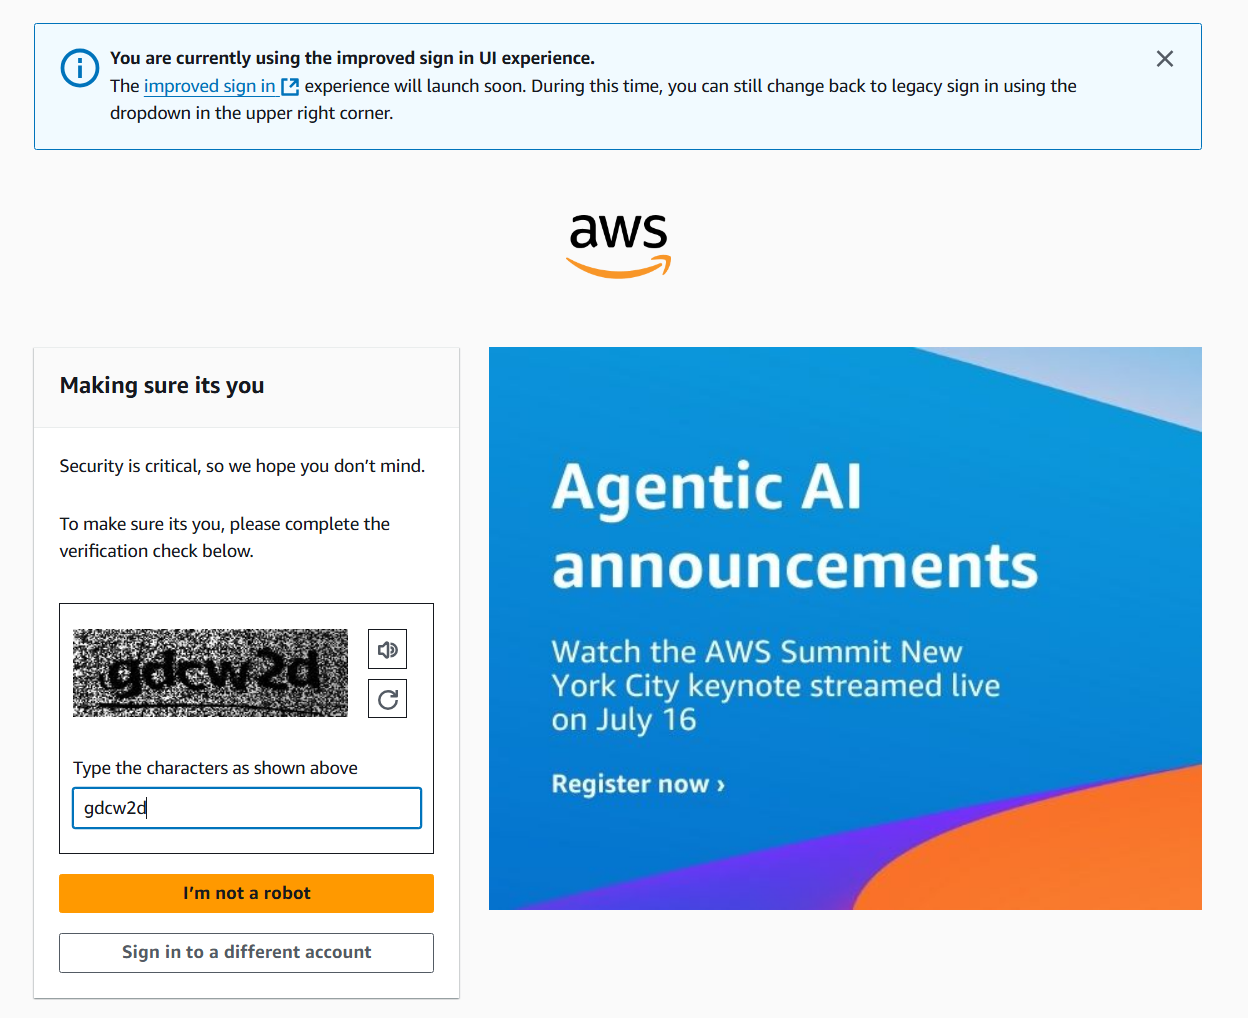 You are currently using the improved sign in UI experience.
The improved sign in experience will launch soon. During this time, you can still change back to legacy sign in using the
dropdown in the upper right corner.
aws
Making sure its you
Security is critical, so we hope you don’t mind.
To make sure its you, please complete the
verification check below.
gdcw2d
Type the characters as shown above
gdcw2d
I’m not a robot
Sign in to a different account
Agentic AI
announcements
Watch the AWS Summit New
York City keynote streamed live
on July 16
Register now ›